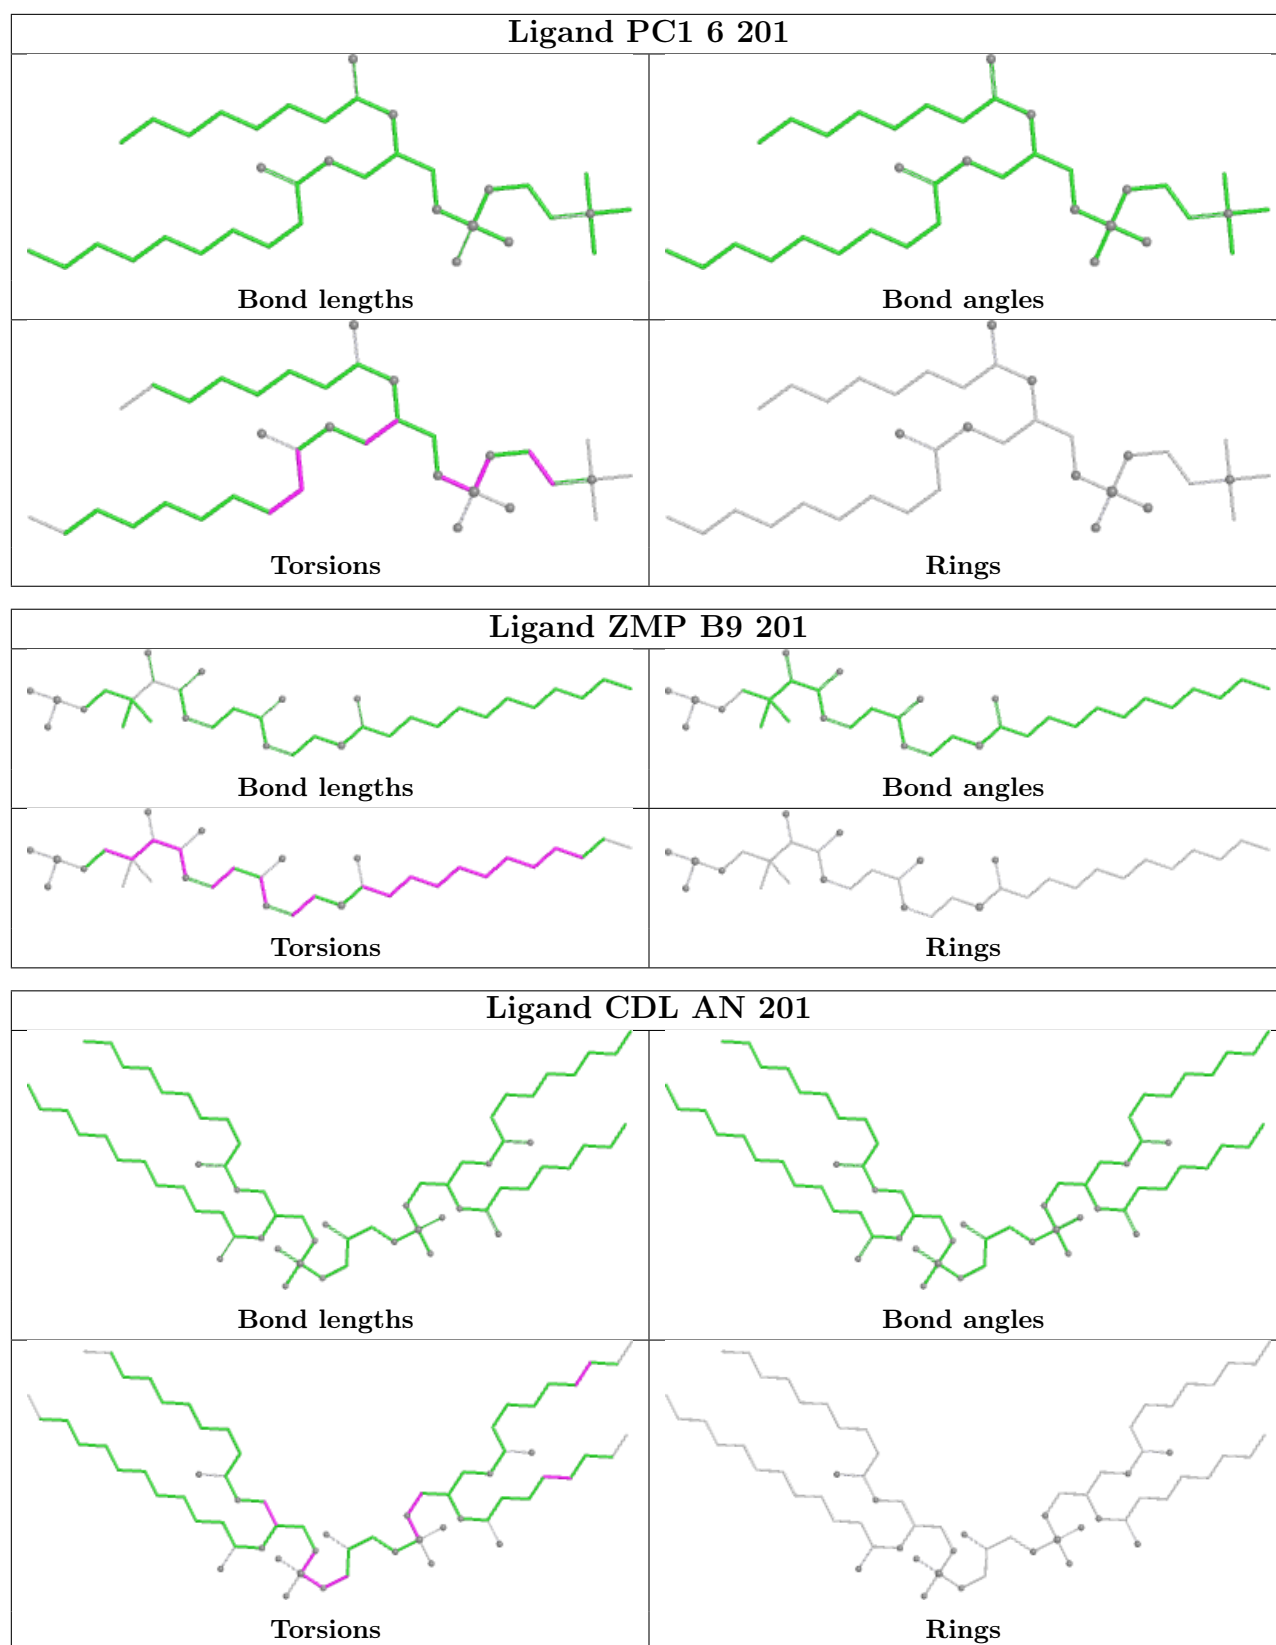 Ligand PC1 6 201
Bond lengths
Bond angles
Torsions
Rings
Ligand ZMP B9 201
Bond lengths
Bond angles
Torsions
Rings
Ligand CDL AN 201
Bond lengths
Bond angles
Torsions
Rings